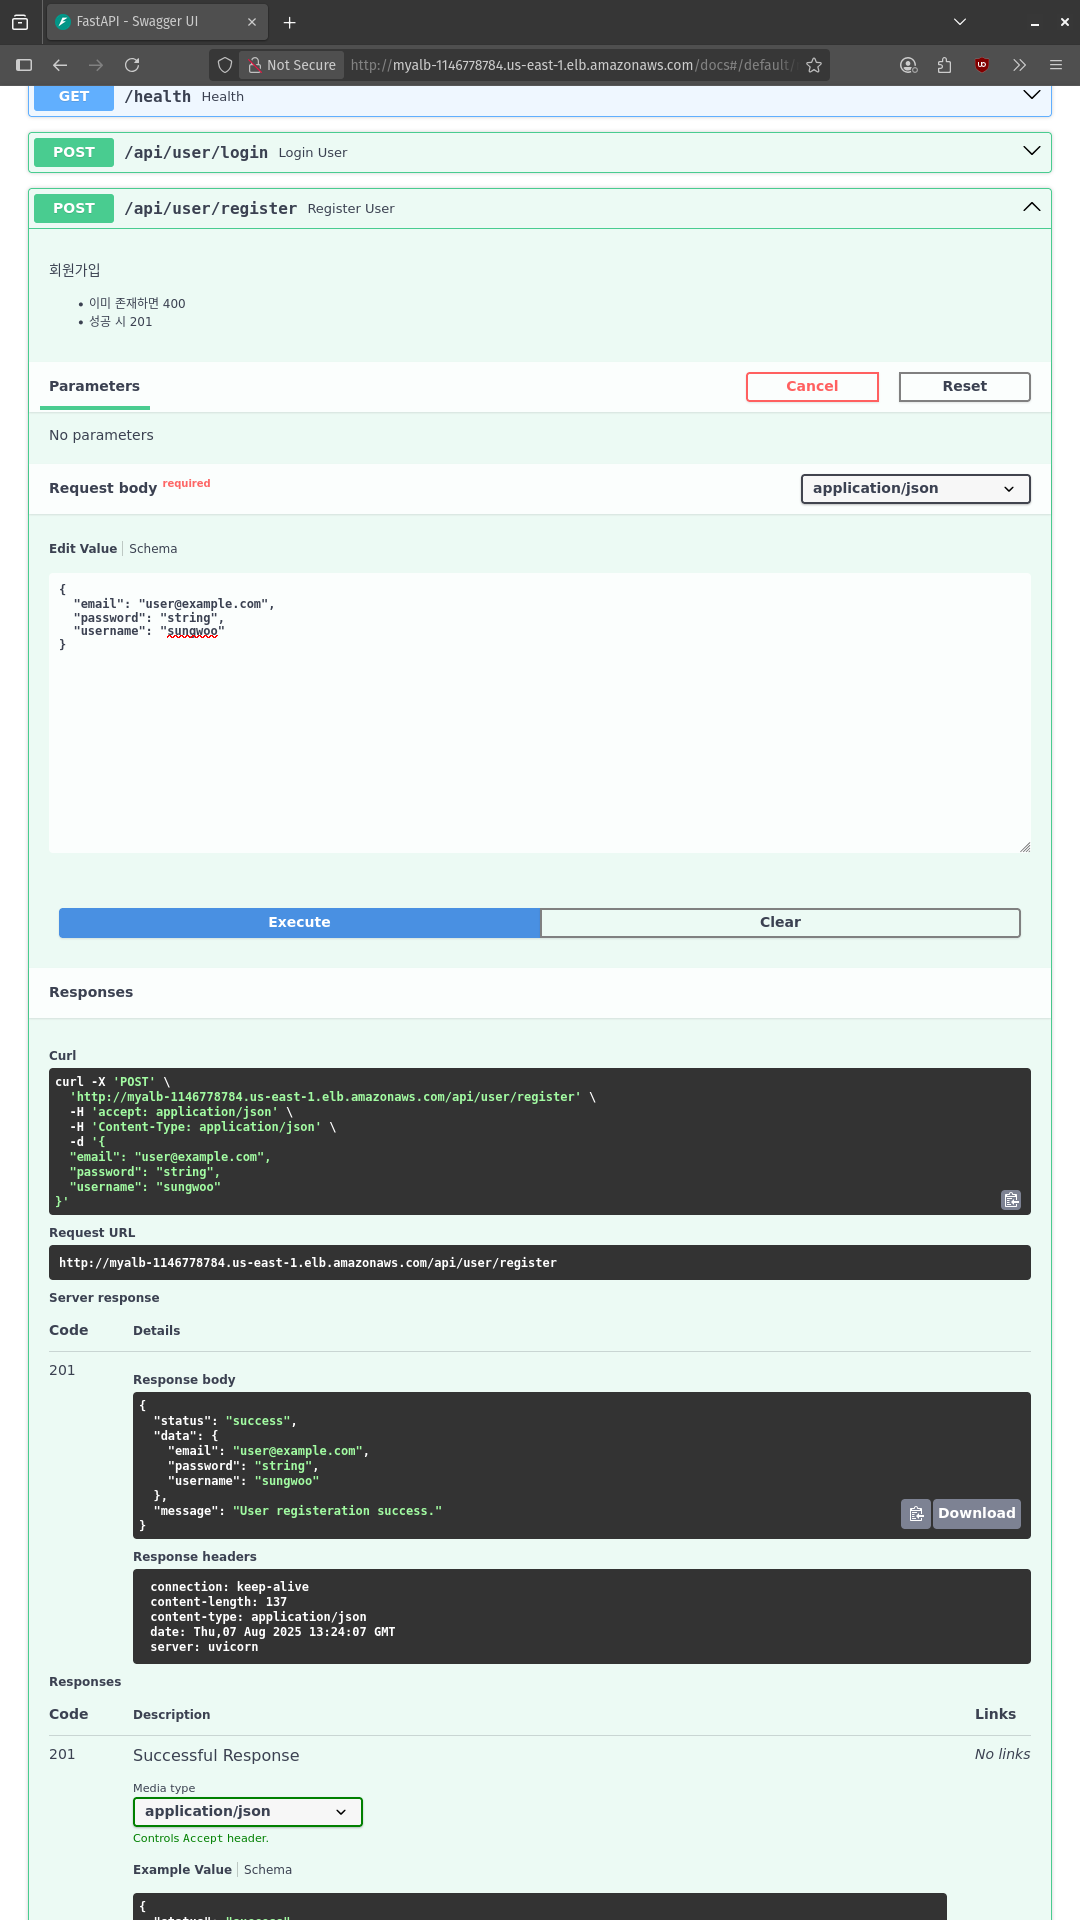 FastAPI - Swagger UI
Not Secure http://myalb-1146778784.us-east-1.elb.amazonaws.com/docs#/default/
GET /health Health
POST /api/user/login Login User
POST /api/user/register Register User
회원가입
• 이미 존재하면 400
• 성공 시 201
Parameters Cancel Reset
No parameters
Request body required application/json
Edit Value Schema
{
"email": "user@example.com",
"password": "string",
"username": "sungwoo"
}
Execute Clear
Responses
Curl
curl -X 'POST' \
'http://myalb-1146778784.us-east-1.elb.amazonaws.com/api/user/register' \
-H 'accept: application/json' \
-H 'Content-Type: application/json' \
-d '{
"email": "user@example.com",
"password": "string",
"username": "sungwoo"
}'
Request URL
http://myalb-1146778784.us-east-1.elb.amazonaws.com/api/user/register
Server response
Code Details
201
Response body
{
"status": "success",
"data": {
"email": "user@example.com",
"password": "string",
"username": "sungwoo"
},
"message": "User registeration success."
}
Download
Response headers
connection: keep-alive
content-length: 137
content-type: application/json
date: Thu,07 Aug 2025 13:24:07 GMT
server: uvicorn
Responses
Code Description Links
201 Successful Response No links
Media type
application/json
Controls Accept header.
Example Value Schema
{